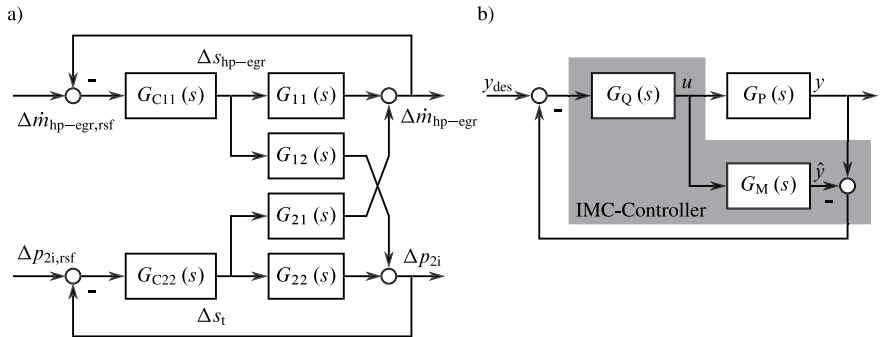 a)
Δs_hp−egr
−
G_C11 (s)
G_11 (s)
Δṁ_hp−egr,rsf
Δṁ_hp−egr
G_12 (s)
G_21 (s)
Δp_2i,rsf
−
G_C22 (s)
G_22 (s)
Δp_2i
Δs_t
b)
y_des
−
G_Q (s)
u
G_P (s)
y
G_M (s)
ŷ
−
IMC-Controller